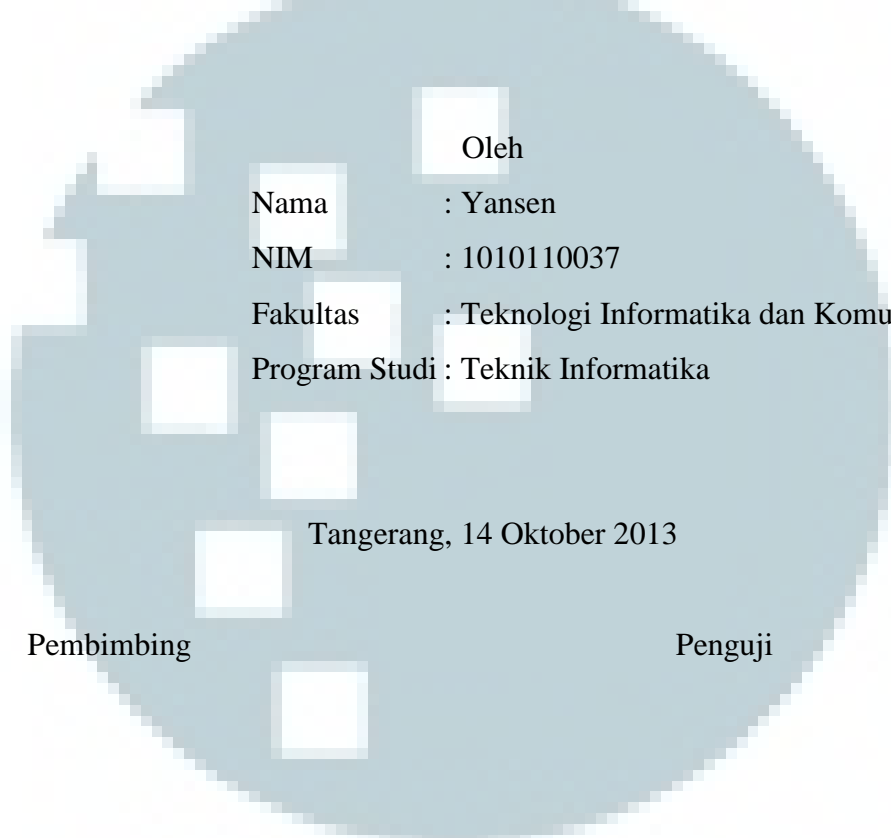 Oleh
Nama : Yansen
NIM : 1010110037
Fakultas : Teknologi Informatika dan Komu
Program Studi : Teknik Informatika
Tangerang, 14 Oktober 2013
Pembimbing Penguji